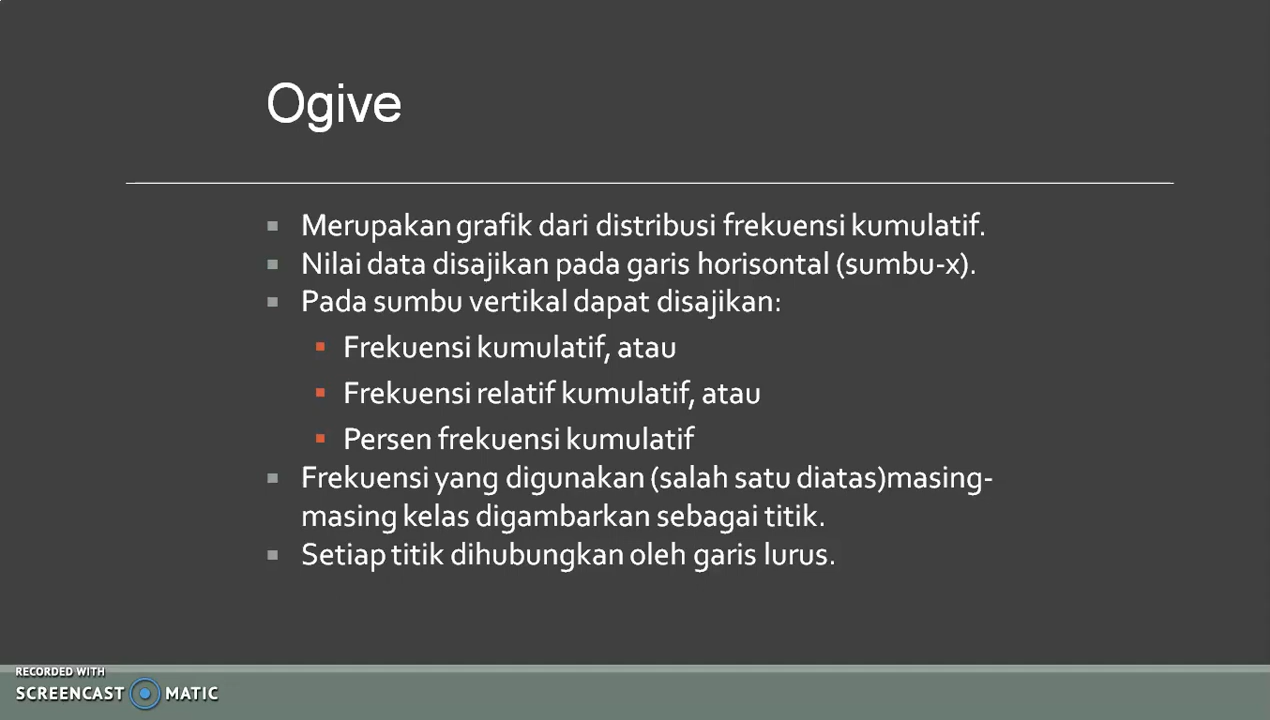 Ogive
Merupakan grafik dari distribusi frekuensi kumulatif.
Nilai data disajikan pada garis horisontal (sumbu-x).
Pada sumbu vertikal dapat disajikan:
Frekuensi kumulatif, atau
Frekuensi relatif kumulatif, atau
Persen frekuensi kumulatif
Frekuensi yang digunakan (salah satu diatas)masing-
masing kelas digambarkan sebagai titik.
Setiap titik dihubungkan oleh garis lurus.
RECORDED WITH
SCREENCAST MATIC